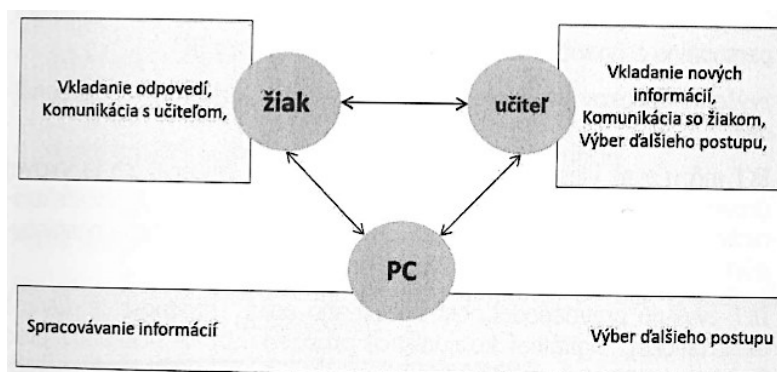 Vkladanie odpovedí,
Komunikácia s učiteľom,
žiak
učiteľ
Vkladanie nových
informácií,
Komunikácia so žiakom,
Výber ďalšieho postupu,
PC
Spracovávanie informácií
Výber ďalšieho postupu